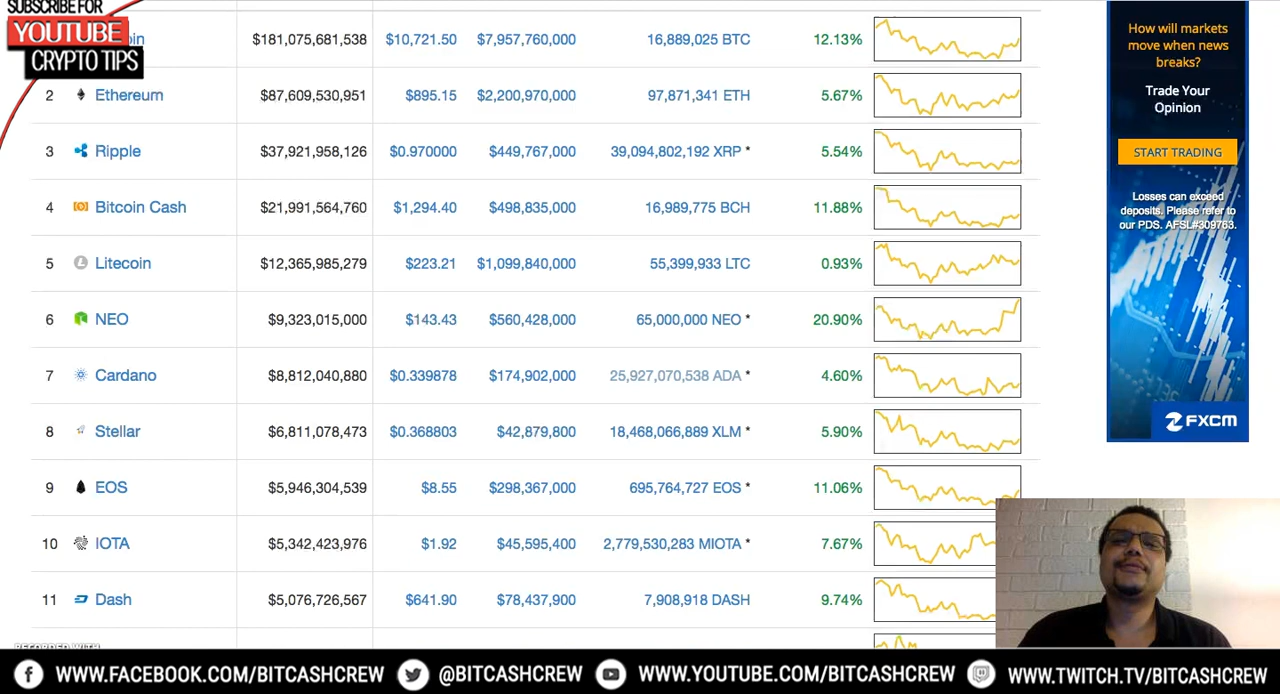 SUBSCRIBE FOR
YOUTUBE
CRYPTO TIPS
$181,075,681,538 $10,721.50 $7,957,760,000 16,889,025 BTC 12.13%
2 Ethereum $87,609,530,951 $895.15 $2,200,970,000 97,871,341 ETH 5.67%
3 Ripple $37,921,958,126 $0.970000 $449,767,000 39,094,802,192 XRP * 5.54%
4 Bitcoin Cash $21,991,564,760 $1,294.40 $498,835,000 16,989,775 BCH 11.88%
5 Litecoin $12,365,985,279 $223.21 $1,099,840,000 55,399,933 LTC 0.93%
6 NEO $9,323,015,000 $143.43 $560,428,000 65,000,000 NEO * 20.90%
7 Cardano $8,812,040,880 $0.339878 $174,902,000 25,927,070,538 ADA * 4.60%
8 Stellar $6,811,078,473 $0.368803 $42,879,800 18,468,066,889 XLM * 5.90%
9 EOS $5,946,304,539 $8.55 $298,367,000 695,764,727 EOS * 11.06%
10 IOTA $5,342,423,976 $1.92 $45,595,400 2,779,530,283 MIOTA * 7.67%
11 Dash $5,076,726,567 $641.90 $78,437,900 7,908,918 DASH 9.74%
How will markets
move when news
breaks?
Trade Your
Opinion
START TRADING
Losses can exceed
deposits. Please refer to
our PDS. AFSL#309763.
FXCM
RECORDED WITH
WWW.FACEBOOK.COM/BITCASHCREW @BITCASHCREW WWW.YOUTUBE.COM/BITCASHCREW WWW.TWITCH.TV/BITCASHCREW